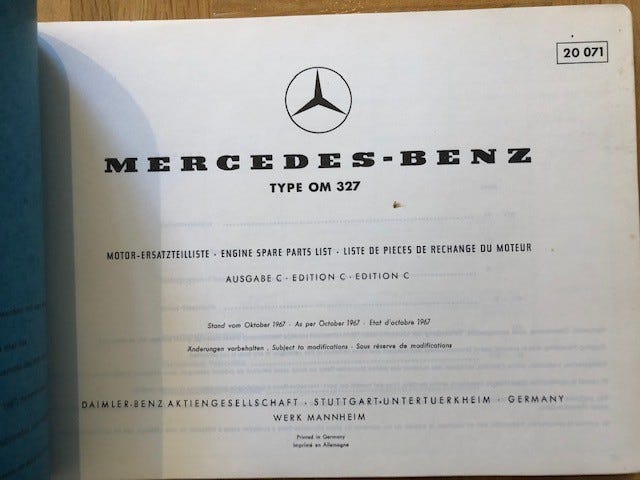 20 071
MERCEDES-BENZ
TYPE OM 327
MOTOR-ERSATZTEILLISTE · ENGINE SPARE PARTS LIST · LISTE DE PIECES DE RECHANGE DU MOTEUR
AUSGABE C · EDITION C · EDITION C
Stand vom Oktober 1967 · As per October 1967 · Etat d'octobre 1967
Änderungen vorbehalten . Subject to modifications · Sous réserve de modifications
DAIMLER-BENZ AKTIENGESELLSCHAFT · STUTTGART-UNTERTUERKHEIM · GERMANY
WERK MANNHEIM
Printed in Germany
Imprimé en Allemagne